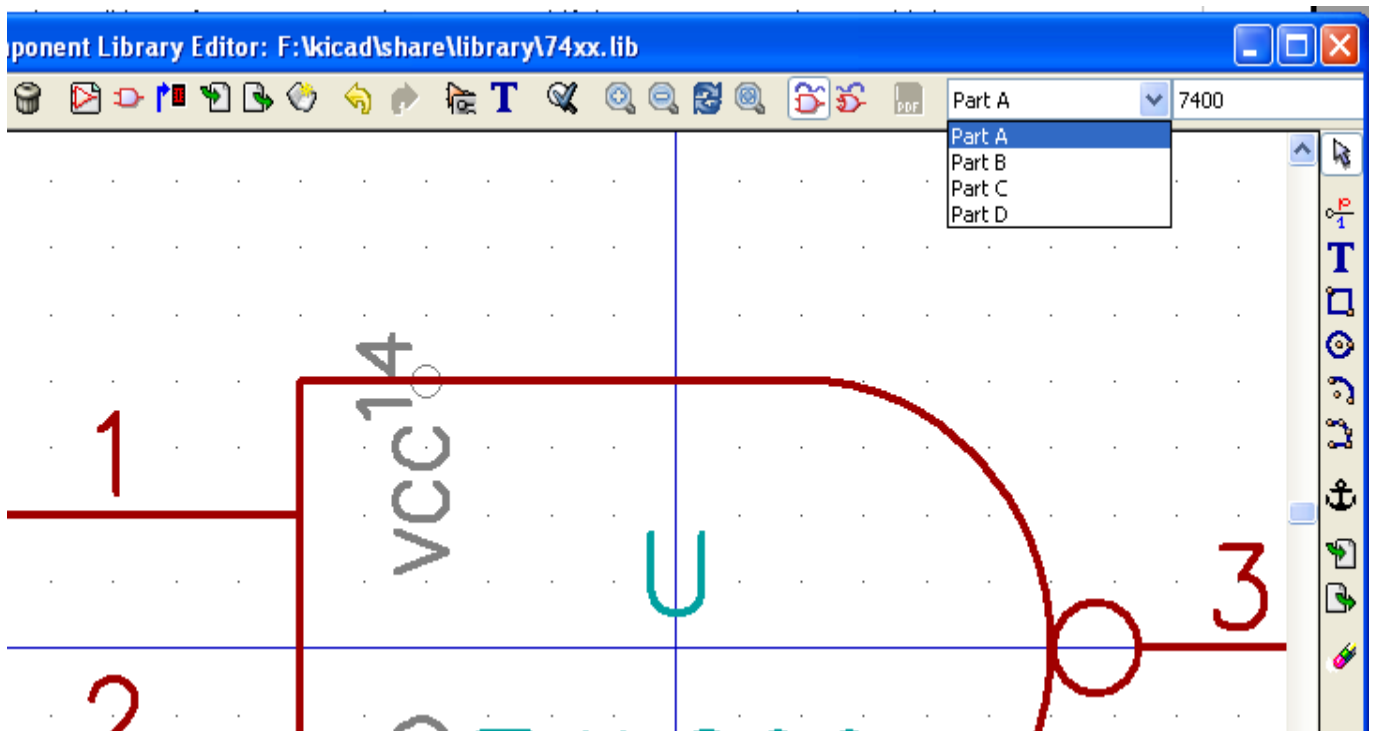 ponent Library Editor: F:\kicad\share\library\74xx.lib
T PDF Part A 7400
Part A
Part B
Part C
Part D
T
14
VCC
1
U
3
2